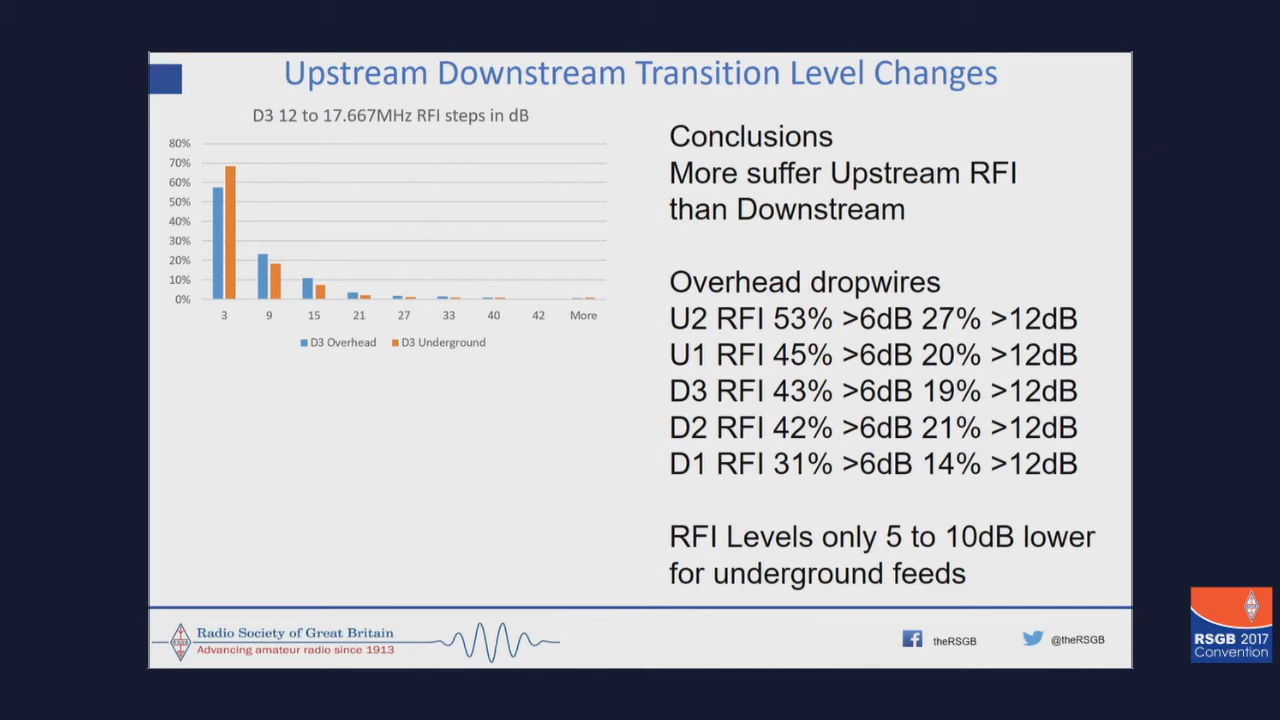 Upstream Downstream Transition Level Changes
D3 12 to 17.667MHz RFI steps in dB
80%
70%
60%
50%
40%
30%
20%
10%
0%
3 9 15 21 27 33 40 42 More
D3 Overhead D3 Underground
Conclusions
More suffer Upstream RFI
than Downstream
Overhead dropwires
U2 RFI 53% >6dB 27% >12dB
U1 RFI 45% >6dB 20% >12dB
D3 RFI 43% >6dB 19% >12dB
D2 RFI 42% >6dB 21% >12dB
D1 RFI 31% >6dB 14% >12dB
RFI Levels only 5 to 10dB lower
for underground feeds
Radio Society of Great Britain
Advancing amateur radio since 1913
theRSGB
@theRSGB
RSGB 2017
Convention